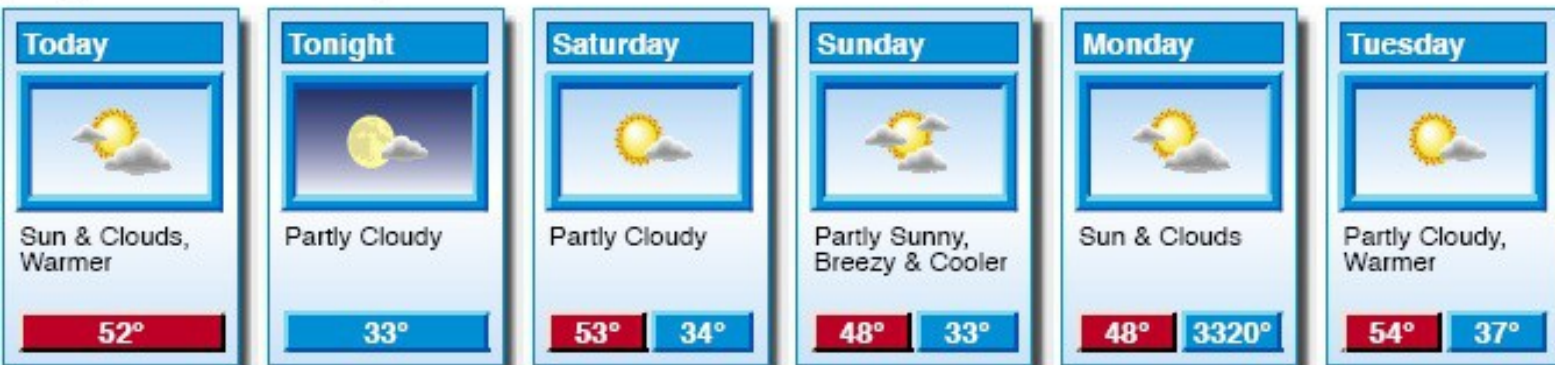 Today
Sun & Clouds,
Warmer
52°
Tonight
Partly Cloudy
33°
Saturday
Partly Cloudy
53° 34°
Sunday
Partly Sunny,
Breezy & Cooler
48° 33°
Monday
Sun & Clouds
48° 3320°
Tuesday
Partly Cloudy,
Warmer
54° 37°